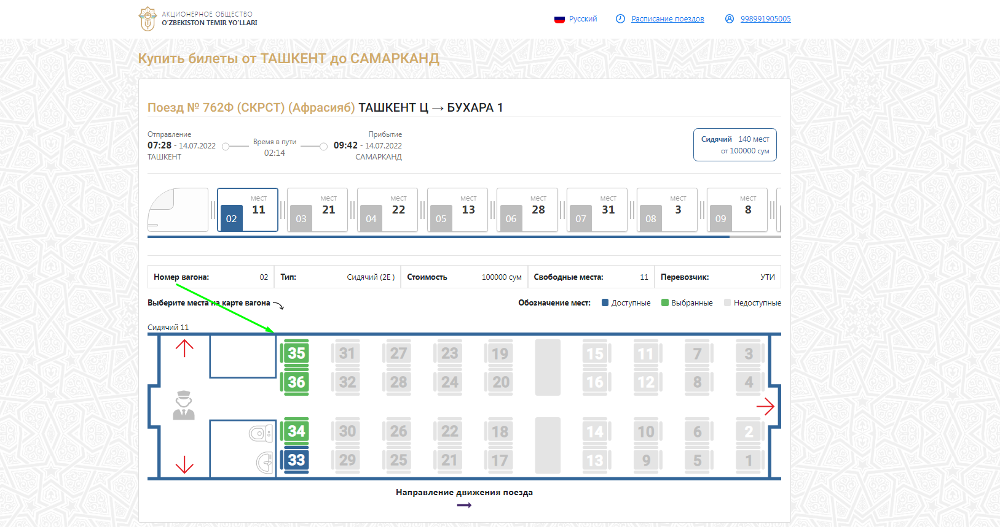 АКЦИОНЕРНОЕ ОБЩЕСТВО
O'ZBEKISTON TEMIR YO'LLARI
Русский
Расписание поездов
998991905005
Купить билеты от ТАШКЕНТ до САМАРКАНД
Поезд № 762Ф (СКРСТ) (Афрасияб) ТАШКЕНТ Ц → БУХАРА 1
Отправление
07:28 - 14.07.2022
ТАШКЕНТ
Время в пути
02:14
Прибытие
09:42 - 14.07.2022
САМАРКАНД
Сидячий 140 мест
от 100000 сум
02 мест 11
03 мест 21
04 мест 22
05 мест 13
06 мест 28
07 мест 31
08 мест 3
09 мест 8
Номер вагона: 02
Тип: Сидячий (2Е )
Стоимость 100000 сум
Свободные места: 11
Перевозчик: УТИ
Выберите места на карте вагона
Обозначение мест: Доступные Выбранные Недоступные
Сидячий 11
35 31 27 23 19 15 11 7 3
36 32 28 24 20 16 12 8 4
34 30 26 22 18 14 10 6 2
33 29 25 21 17 13 9 5 1
Направление движения поезда